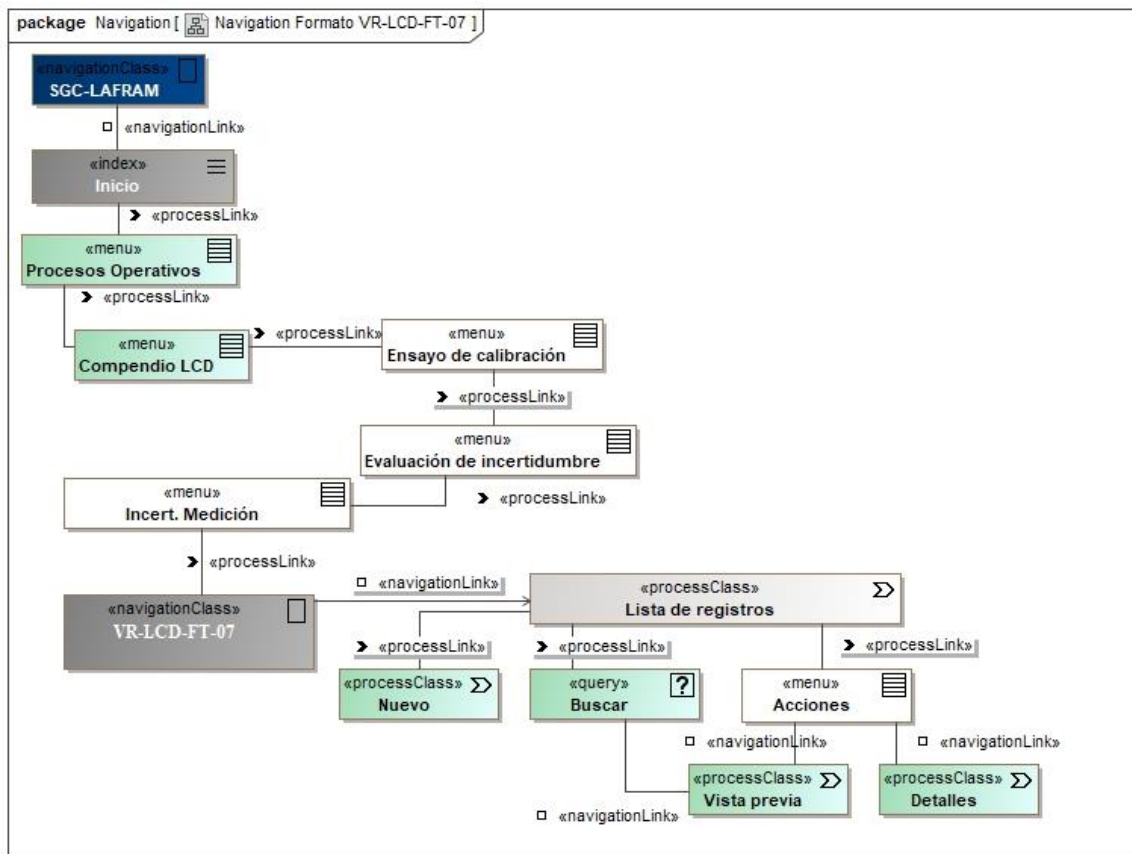 package Navigation [ Navigation Formato VR-LCD-FT-07 ]
«navigationClass»
SGC-LAFRAM
«navigationLink»
«index»
Inicio
«processLink»
«menu»
Procesos Operativos
«processLink»
«menu»
Compendio LCD
«processLink»
«menu»
Ensayo de calibración
«processLink»
«menu»
Evaluación de incertidumbre
«processLink»
«menu»
Incert. Medición
«processLink»
«navigationClass»
VR-LCD-FT-07
«navigationLink»
«processClass»
Lista de registros
«processLink»
«processLink»
«processLink»
«processClass»
Nuevo
«query»
?
Buscar
«menu»
Acciones
«navigationLink»
«navigationLink»
«processClass»
Vista previa
«processClass»
Detalles
«navigationLink»